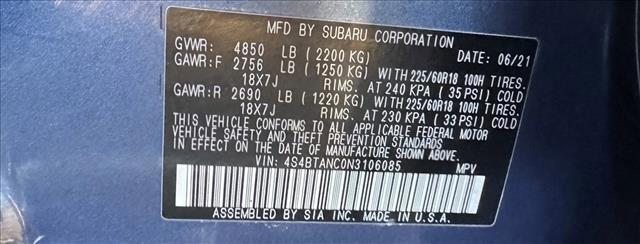 MFD BY SUBARU CORPORATION
GVWR: 4850 LB (2200 KG) DATE: 06/21
GAWR:F 2756 LB (1250 KG) WITH 225/60R18 100H TIRES.
18X7J RIMS. AT 240 KPA (35 PSI) COLD
GAWR:R 2690 LB (1220 KG) WITH 225/60R18 100H TIRES.
18X7J RIMS. AT 230 KPA (33 PSI) COLD
THIS VEHICLE CONFORMS TO ALL APPLICABLE FEDERAL MOTOR
VEHICLE SAFETY AND THEFT PREVENTION STANDARDS IN EFFECT
ON THE DATE OF MANUFACTURE SHOWN ABOVE.
VIN: 4S4BTANC0N3106085 MPV
ASSEMBLED BY SIA INC. MADE IN U.S.A.